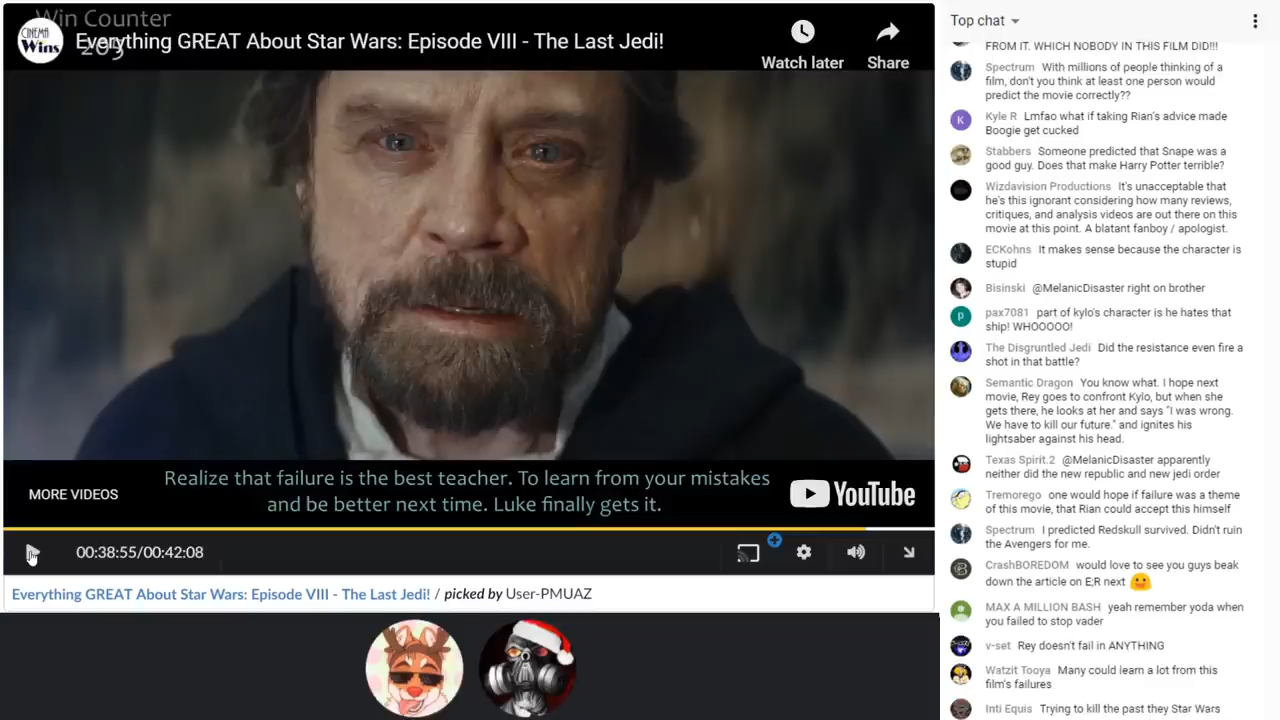 Win Counter
205
CINEMA
Wins
Everything GREAT About Star Wars: Episode VIII - The Last Jedi!
Watch later
Share
Realize that failure is the best teacher. To learn from your mistakes
and be better next time. Luke finally gets it.
MORE VIDEOS
YouTube
00:38:55/00:42:08
Everything GREAT About Star Wars: Episode VIII - The Last Jedi! / picked by User-PMUAZ
Top chat
FROM IT. WHICH NOBODY IN THIS FILM DID!!!
Spectrum With millions of people thinking of a
film, don't you think at least one person would
predict the movie correctly??
K
Kyle R Lmfao what if taking Rian's advice made
Boogie get cucked
Stabbers Someone predicted that Snape was a
good guy. Does that make Harry Potter terrible?
Wizdavision Productions It's unacceptable that
he's this ignorant considering how many reviews,
critiques, and analysis videos are out there on this
movie at this point. A blatant fanboy / apologist.
ECKohns It makes sense because the character is
stupid
Bisinski @MelanicDisaster right on brother
p
pax7081 part of kylo's character is he hates that
ship! WHOOOOO!
The Disgruntled Jedi Did the resistance even fire a
shot in that battle?
Semantic Dragon You know what. I hope next
movie, Rey goes to confront Kylo, but when she
gets there, he looks at her and says "I was wrong.
We have to kill our future." and ignites his
lightsaber against his head.
Texas Spirit.2 @MelanicDisaster apparently
neither did the new republic and new jedi order
Tremorego one would hope if failure was a theme
of this movie, that Rian could accept this himself
Spectrum I predicted Redskull survived. Didn't ruin
the Avengers for me.
CrashBOREDOM would love to see you guys beak
down the article on E;R next
MAX A MILLION BASH yeah remember yoda when
you failed to stop vader
v-set Rey doesn't fail in ANYTHING
Watzit Tooya Many could learn a lot from this
film's failures
Inti Equis Trying to kill the past they Star Wars